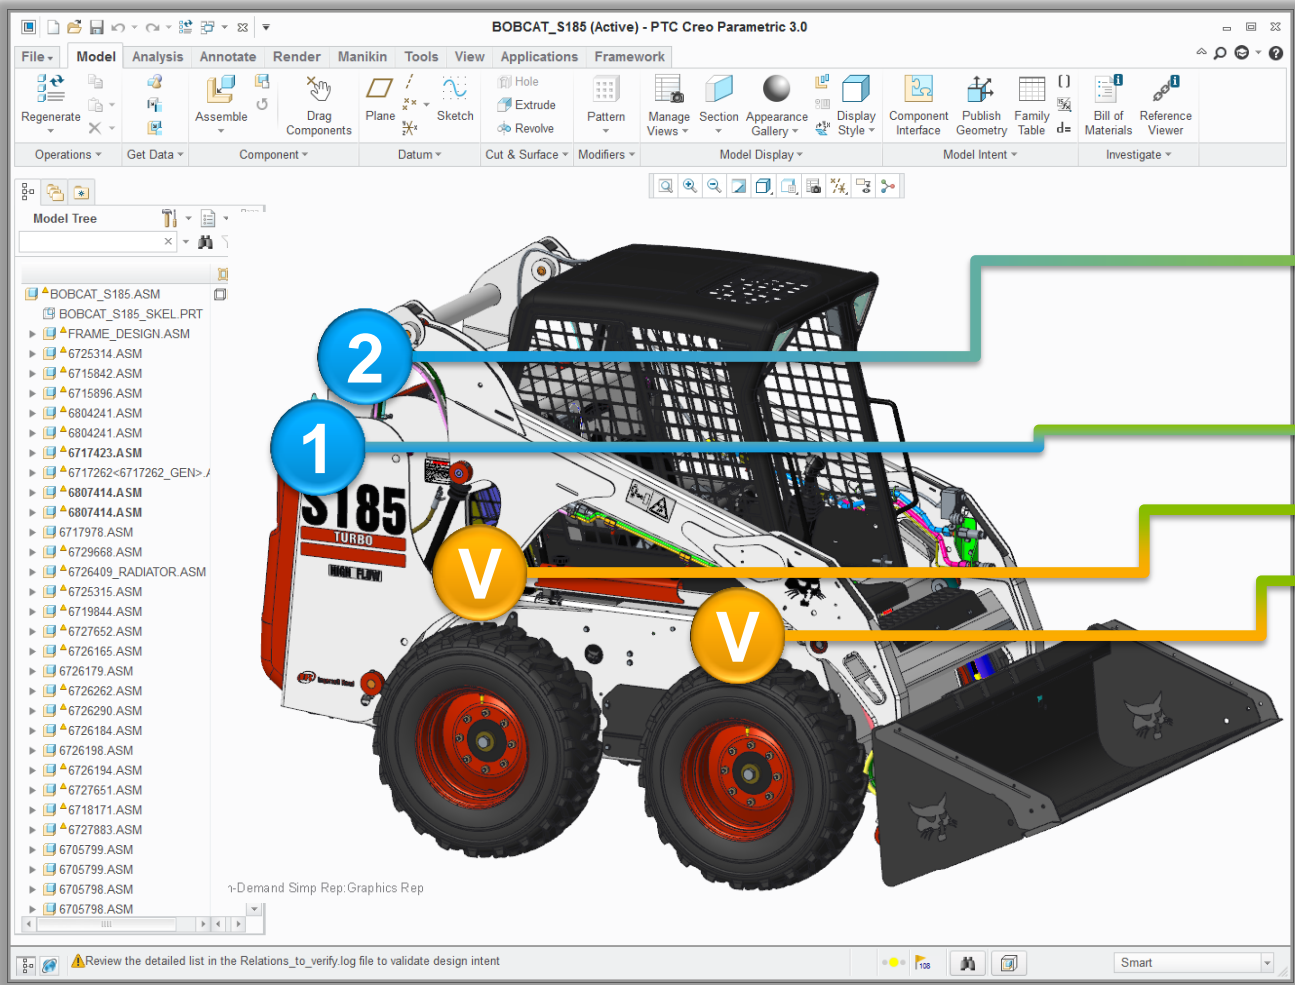 BOBCAT_S185 (Active) - PTC Creo Parametric 3.0
File Model Analysis Annotate Render Manikin Tools View Applications Framework
Regenerate
Assemble
Drag Components
Plane
Sketch
Hole
Extrude
Revolve
Pattern
Manage Views
Section
Appearance Gallery
Display Style
Component Interface
Publish Geometry
Family Table
d=
Bill of Materials
Reference Viewer
Operations Get Data Component Datum Cut & Surface Modifiers Model Display Model Intent Investigate
Model Tree
BOBCAT_S185.ASM
BOBCAT_S185_SKEL.PRT
FRAME_DESIGN.ASM
6725314.ASM
6715842.ASM
6715896.ASM
6804241.ASM
6804241.ASM
6717423.ASM
6717262<6717262_GEN>.A
6807414.ASM
6807414.ASM
6717978.ASM
6729668.ASM
6726409_RADIATOR.ASM
6725315.ASM
6719844.ASM
6727652.ASM
6726165.ASM
6726179.ASM
6726262.ASM
6726290.ASM
6726184.ASM
6726198.ASM
6726194.ASM
6727651.ASM
6718171.ASM
6727883.ASM
6705799.ASM
6705799.ASM
6705798.ASM
6705798.ASM
2
1
S185
TURBO
HIGH FLOW
V
V
Ingersoll Rand
n-Demand Simp Rep:Graphics Rep
Review the detailed list in the Relations_to_verify.log file to validate design intent
108
Smart